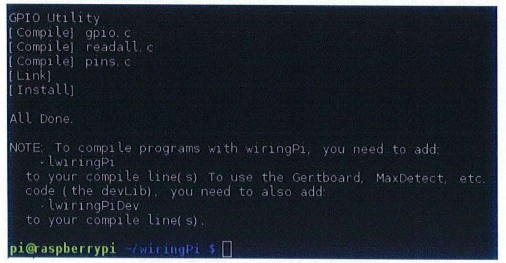 GPIO Utility
[Compile] gpio.c
[Compile] readall.c
[Compile] pins.c
[Link]
[Install]
All Done.
NOTE: To compile programs with wiringPi, you need to add:
-lwiringPi
to your compile line(s) To use the Gertboard, MaxDetect, etc.
code (the devLib), you need to also add:
-lwiringPiDev
to your compile line(s).
pi@raspberrypi ~/wiringPi $